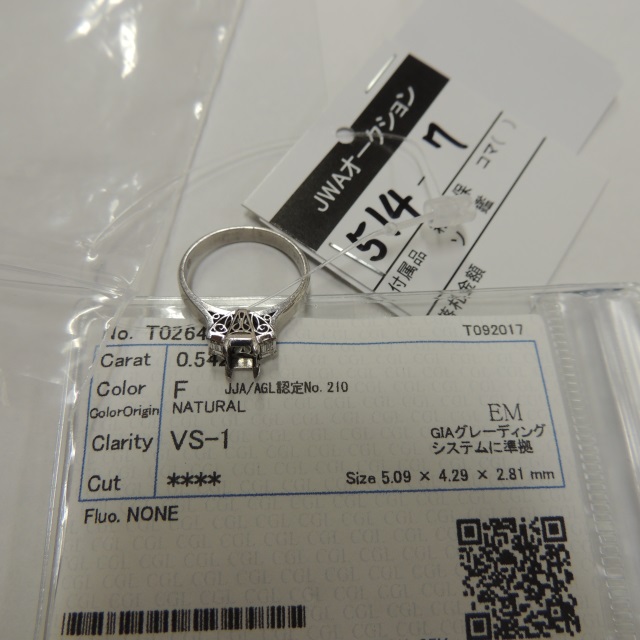 JWAオークション
514-7
コマ( )
付属品
No. T0264
T092017
Carat 0.54
Color F JJA/AGL認定No. 210
ColorOrigin NATURAL
EM
Clarity VS-1
GIAグレーディング
システムに準拠
Cut ****
Size 5.09 × 4.29 × 2.81 mm
Fluo. NONE